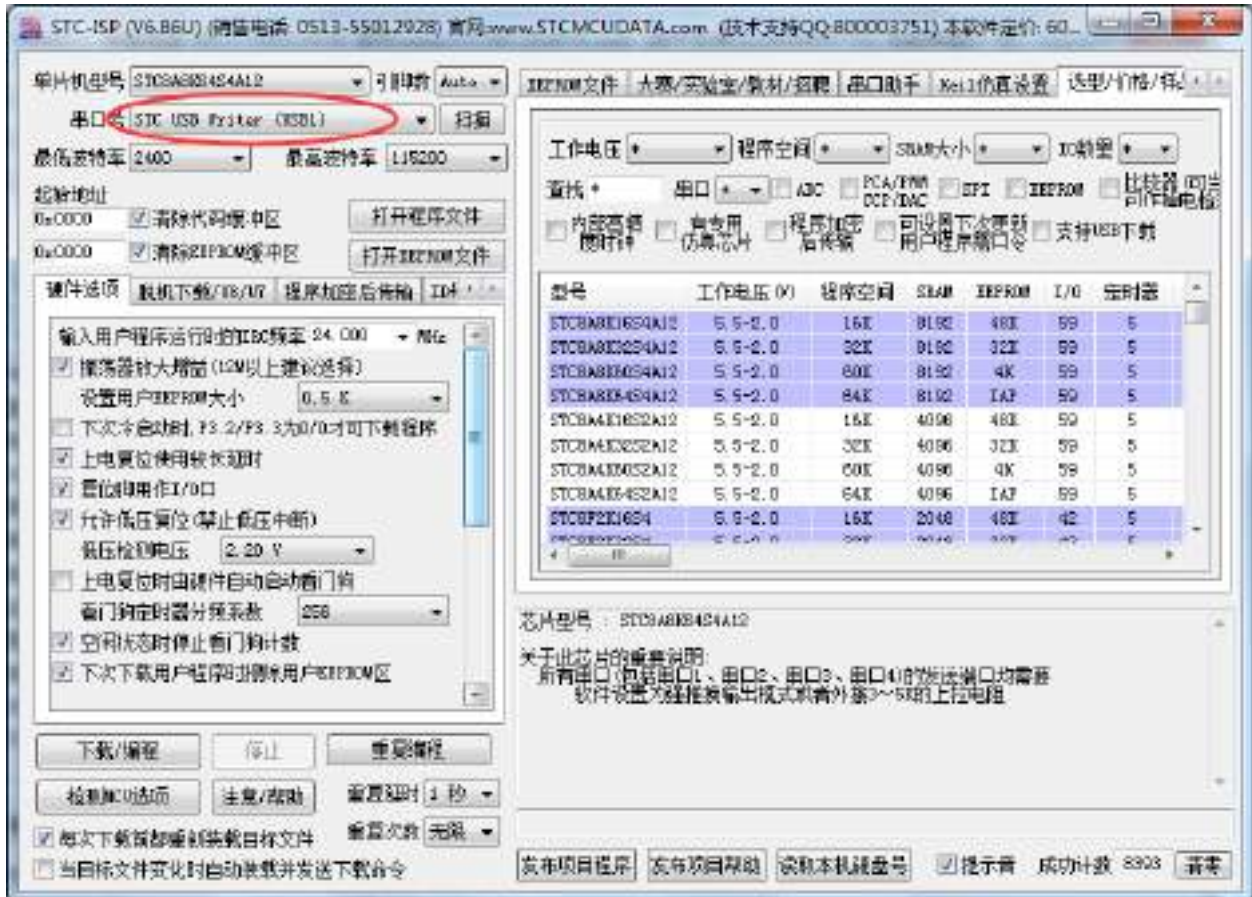 STC-ISP (V6.86U) (销售电话: 0513-55012928) 官网:www.STCMCUDATA.com (技术支持QQ:800003751) 本软件定价: 60...
单片机型号 STC8A8K64S4A12 引脚数 Auto
串口号 STC USB Writer (USB1) 扫描
最低波特率 2400 最高波特率 115200
起始地址
0x0000 清除代码缓冲区 打开程序文件
0x0000 清除EEPROM缓冲区 打开EEPROM文件
硬件选项 脱机下载/U8/U7 程序加密后传输 ID号
输入用户程序运行时的IRC频率 24.000 MHz
振荡器放大增益(12M以上建议选择)
设置用户EEPROM大小 0.5 K
下次冷启动时, P3.2/P3.3为0/0才可下载程序
上电复位使用较长延时
复位脚用作I/O口
允许低压复位(禁止低压中断)
低压检测电压 2.20 V
上电复位时由硬件自动启动看门狗
看门狗定时器分频系数 256
空闲状态时停止看门狗计数
下次下载用户程序时擦除用户EEPROM区
下载/编程 停止 重复编程
检测MCU选项 注意/帮助 重复延时 1 秒
每次下载前都重新装载目标文件 重复次数 无限
当目标文件变化时自动装载并发送下载命令
EEPROM文件 大赛/实验室/教材/招聘 串口助手 Keil仿真设置 选型/价格/样
工作电压 * 程序空间 * SRAM大小 * IO数量 *
查找 * 串口 * ADC PCA/PWM CCP/DAC SPI EEPROM 比较器
内部高精度时钟 有专用仿真芯片 程序加密后传输 可设置下次更新用户程序端口令 支持USB下载
型号 工作电压(V) 程序空间 SRAM EEPROM I/O 定时器
STC8A8K16S4A12 5.5-2.0 16K 8192 48K 59 5
STC8A8K32S4A12 5.5-2.0 32K 8192 32K 59 5
STC8A8K60S4A12 5.5-2.0 60K 8192 4K 59 5
STC8A8K64S4A12 5.5-2.0 64K 8192 IAP 59 5
STC8A4K16S2A12 5.5-2.0 16K 4096 48K 59 5
STC8A4K32S2A12 5.5-2.0 32K 4096 32K 59 5
STC8A4K60S2A12 5.5-2.0 60K 4096 4K 59 5
STC8A4K64S2A12 5.5-2.0 64K 4096 IAP 59 5
STC8F2K16S4 5.5-2.0 16K 2048 48K 42 5
芯片型号 : STC8A8K64S4A12
关于此芯片的重要说明:
所有串口(包括串口1、串口2、串口3、串口4)的发送端口均需要
软件设置为强推挽输出模式或者外接3～5K的上拉电阻
发布项目程序 发布项目帮助 读取本机硬盘号 提示音 成功计数 8393 清零